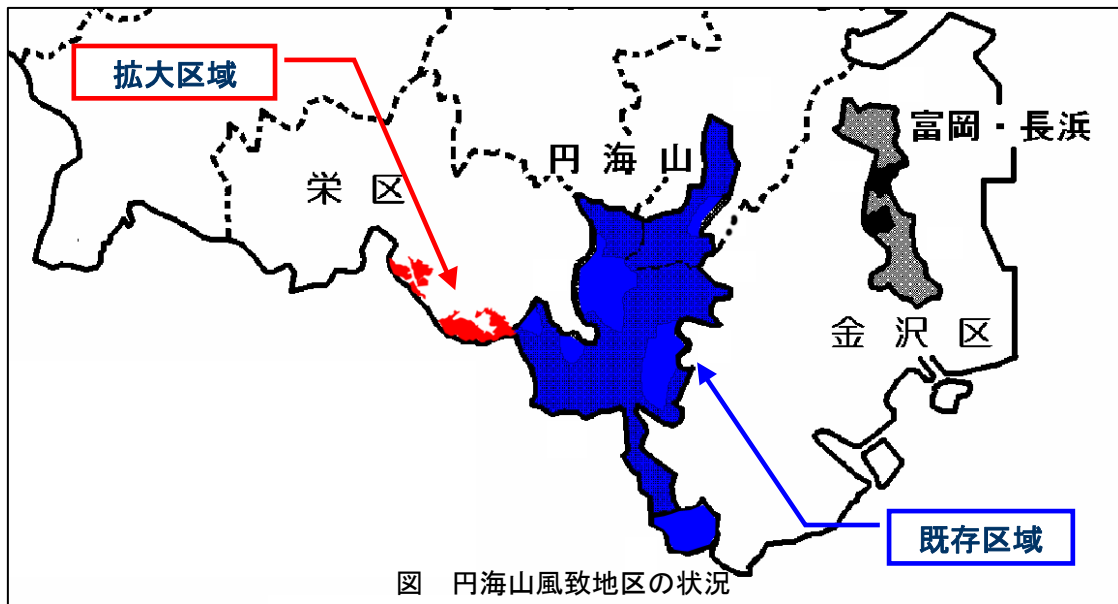 拡大区域
富岡・長浜
円海山
栄区
金沢区
既存区域
図 円海山風致地区の状況